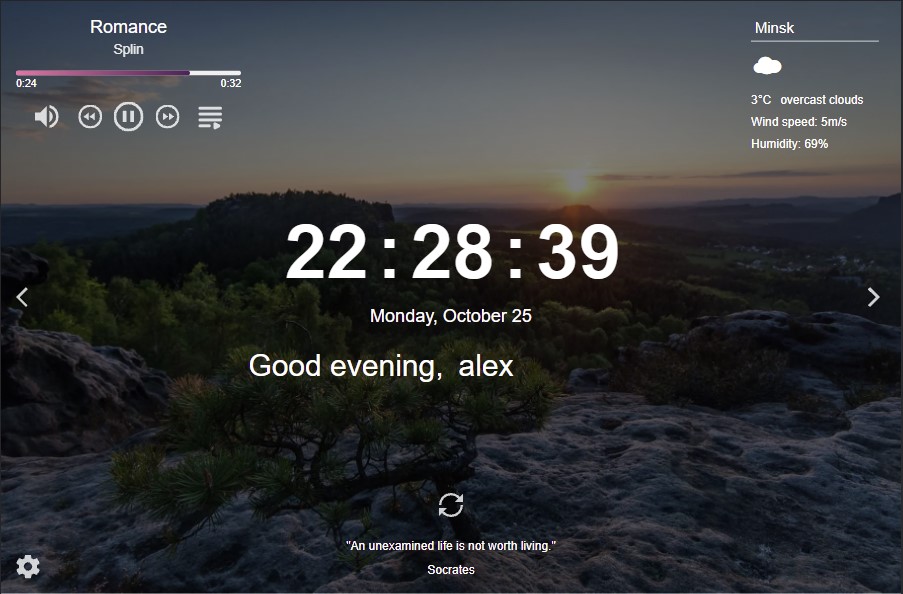 Romance
Splin
0:24 0:32
Minsk
3°C overcast clouds
Wind speed: 5m/s
Humidity: 69%
22:28:39
Monday, October 25
Good evening, alex
"An unexamined life is not worth living."
Socrates